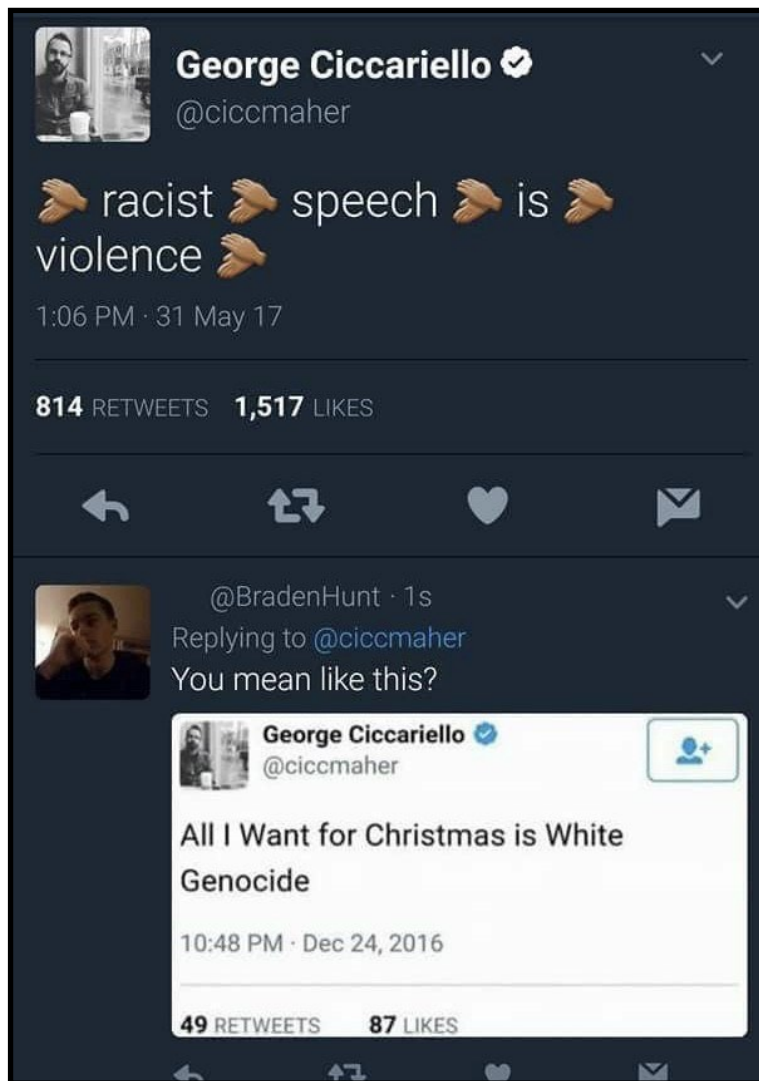 George Ciccariello
@ciccmaher
👏🏽 racist 👏🏽 speech 👏🏽 is 👏🏽
violence 👏🏽
1:06 PM · 31 May 17
814 RETWEETS 1,517 LIKES
@BradenHunt · 1s
Replying to @ciccmaher
You mean like this?
George Ciccariello
@ciccmaher
All I Want for Christmas is White
Genocide
10:48 PM · Dec 24, 2016
49 RETWEETS 87 LIKES